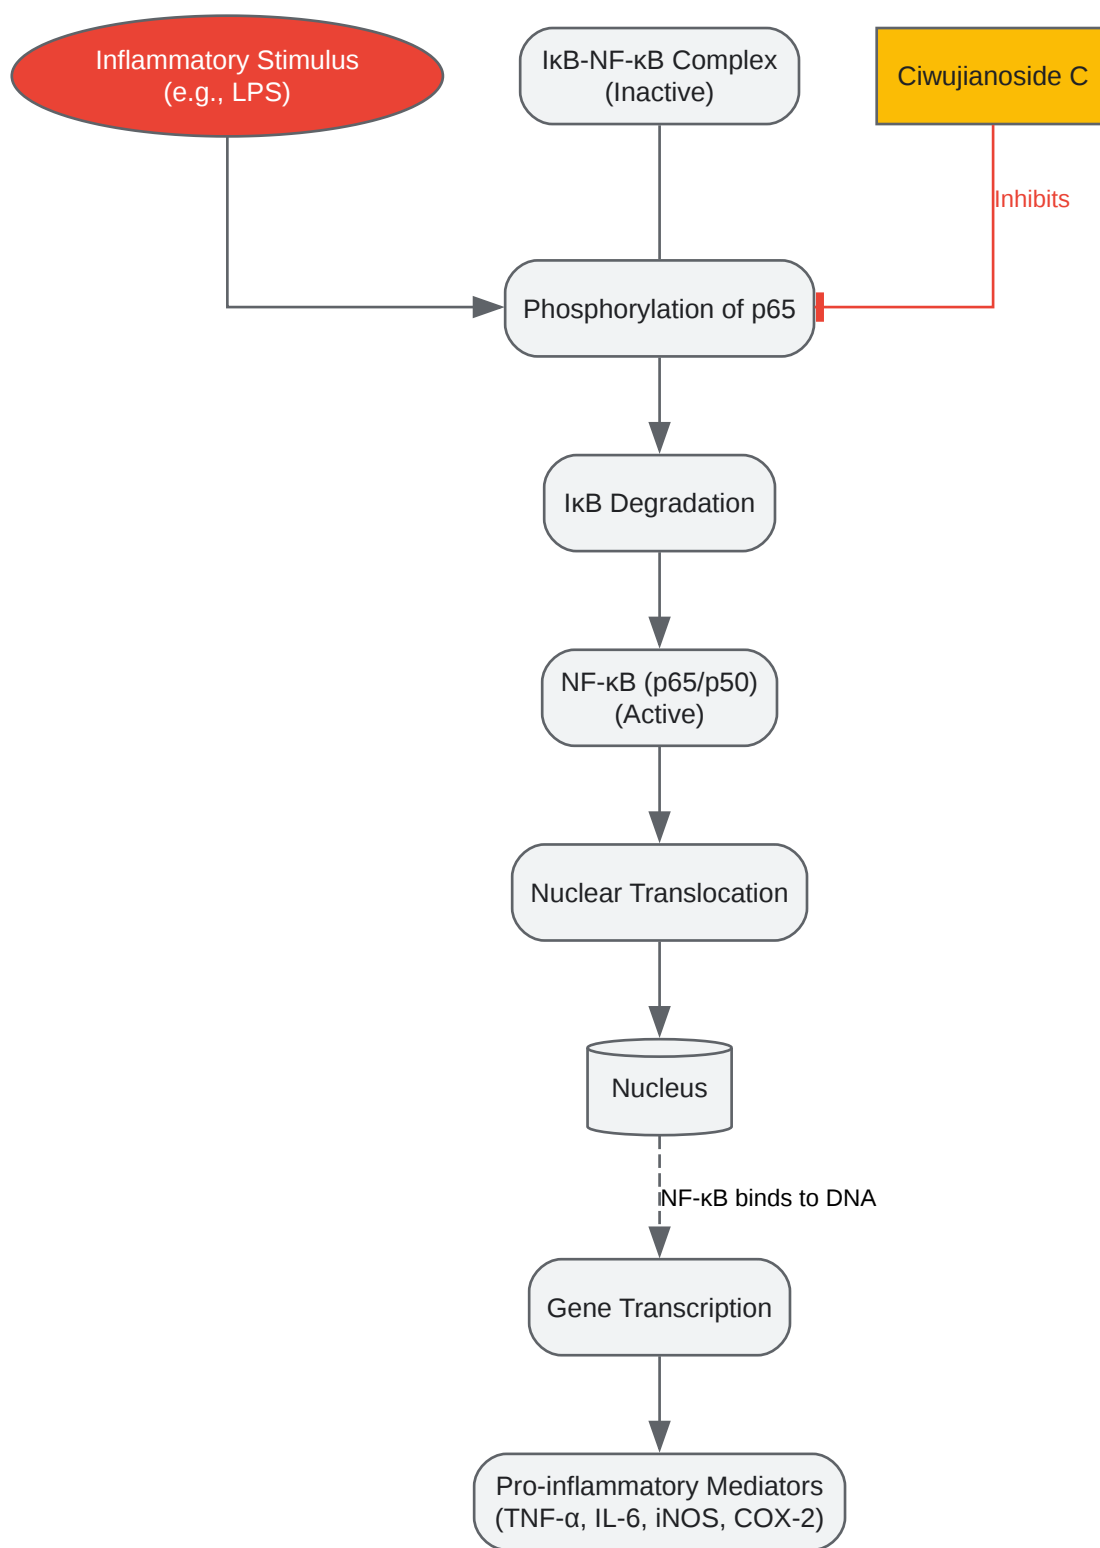 Inflammatory Stimulus
(e.g., LPS)
IκB-NF-κB Complex
(Inactive)
Ciwujianoside C
Inhibits
Phosphorylation of p65
IκB Degradation
NF-κB (p65/p50)
(Active)
Nuclear Translocation
Nucleus
NF-κB binds to DNA
Gene Transcription
Pro-inflammatory Mediators
(TNF-α, IL-6, iNOS, COX-2)